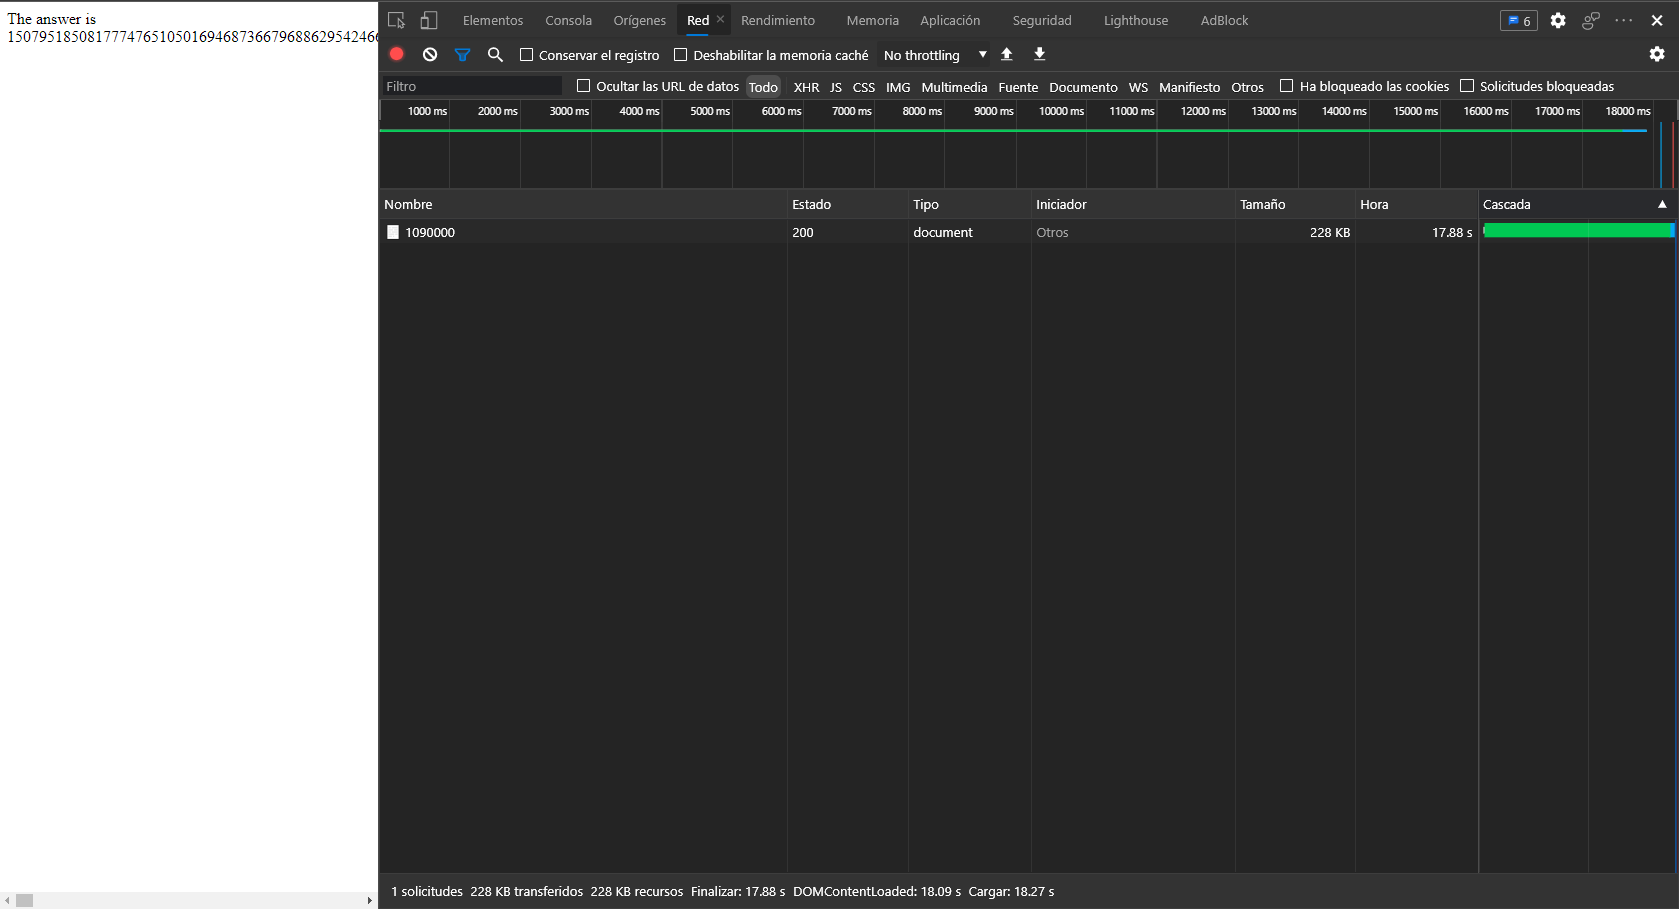 The answer is
1507951850817774765105016946873667968862954246
Elementos Consola Orígenes Red × Rendimiento Memoria Aplicación Seguridad Lighthouse AdBlock 6
Conservar el registro Deshabilitar la memoria caché No throttling
Filtro Ocultar las URL de datos Todo XHR JS CSS IMG Multimedia Fuente Documento WS Manifiesto Otros Ha bloqueado las cookies Solicitudes bloqueadas
1000 ms 2000 ms 3000 ms 4000 ms 5000 ms 6000 ms 7000 ms 8000 ms 9000 ms 10000 ms 11000 ms 12000 ms 13000 ms 14000 ms 15000 ms 16000 ms 17000 ms 18000 ms
Nombre Estado Tipo Iniciador Tamaño Hora Cascada
1090000 200 document Otros 228 KB 17.88 s
1 solicitudes 228 KB transferidos 228 KB recursos Finalizar: 17.88 s DOMContentLoaded: 18.09 s Cargar: 18.27 s